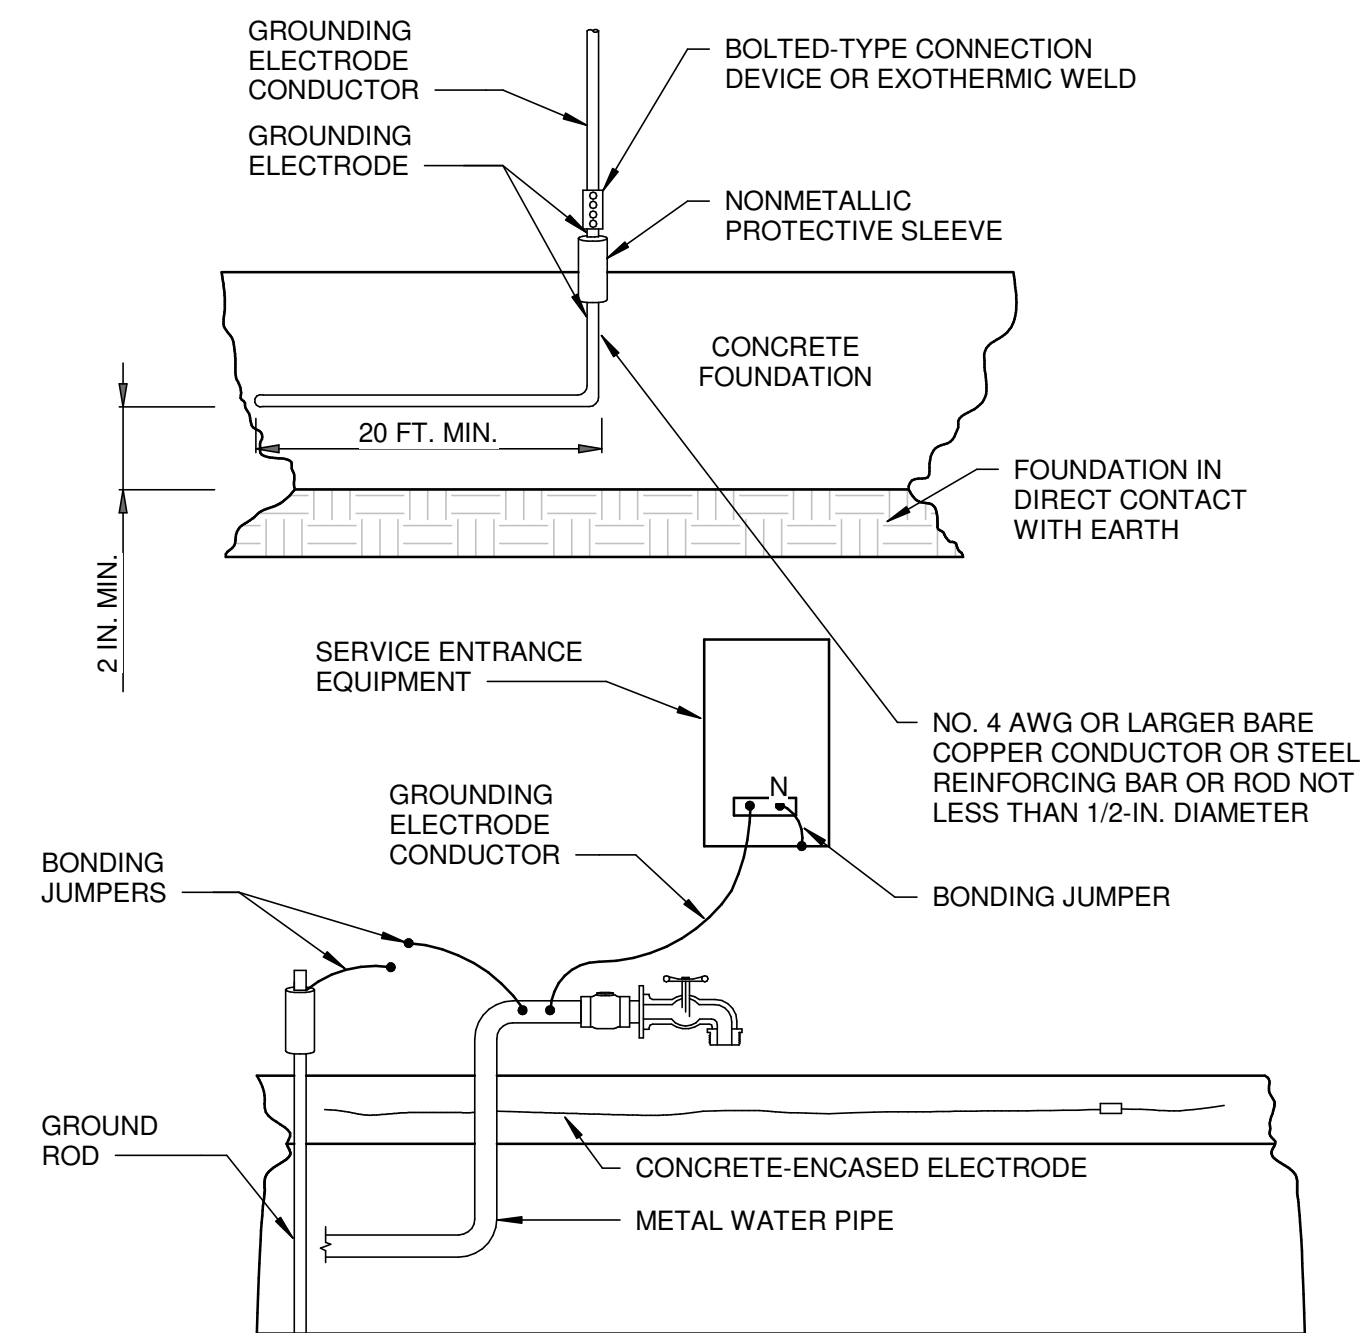 GROUNDING
ELECTRODE
CONDUCTOR
BOLTED-TYPE CONNECTION
DEVICE OR EXOTHERMIC WELD
GROUNDING
ELECTRODE
NONMETALLIC
PROTECTIVE SLEEVE
CONCRETE
FOUNDATION
20 FT. MIN.
FOUNDATION IN
DIRECT CONTACT
WITH EARTH
2 IN. MIN.
SERVICE ENTRANCE
EQUIPMENT
NO. 4 AWG OR LARGER BARE
COPPER CONDUCTOR OR STEEL
REINFORCING BAR OR ROD NOT
LESS THAN 1/2-IN. DIAMETER
N
GROUNDING
ELECTRODE
CONDUCTOR
BONDING
JUMPERS
BONDING JUMPER
GROUND
ROD
CONCRETE-ENCASED ELECTRODE
METAL WATER PIPE